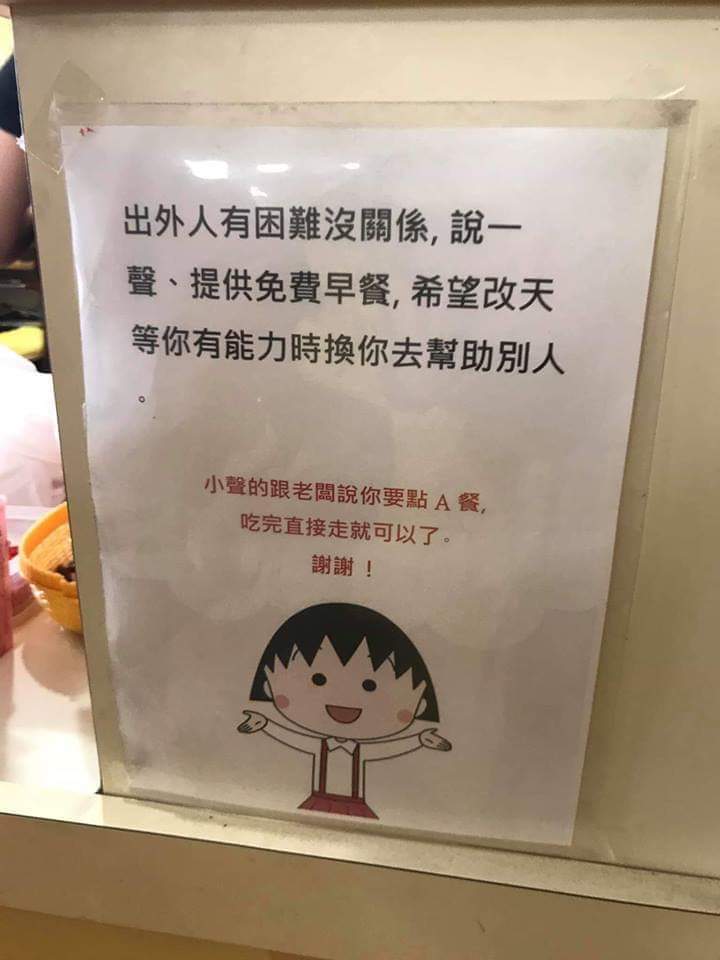 出外人有困難沒關係, 說一
聲、提供免費早餐, 希望改天
等你有能力時換你去幫助別人
。
小聲的跟老闆說你要點 A 餐,
吃完直接走就可以了。
謝謝 !